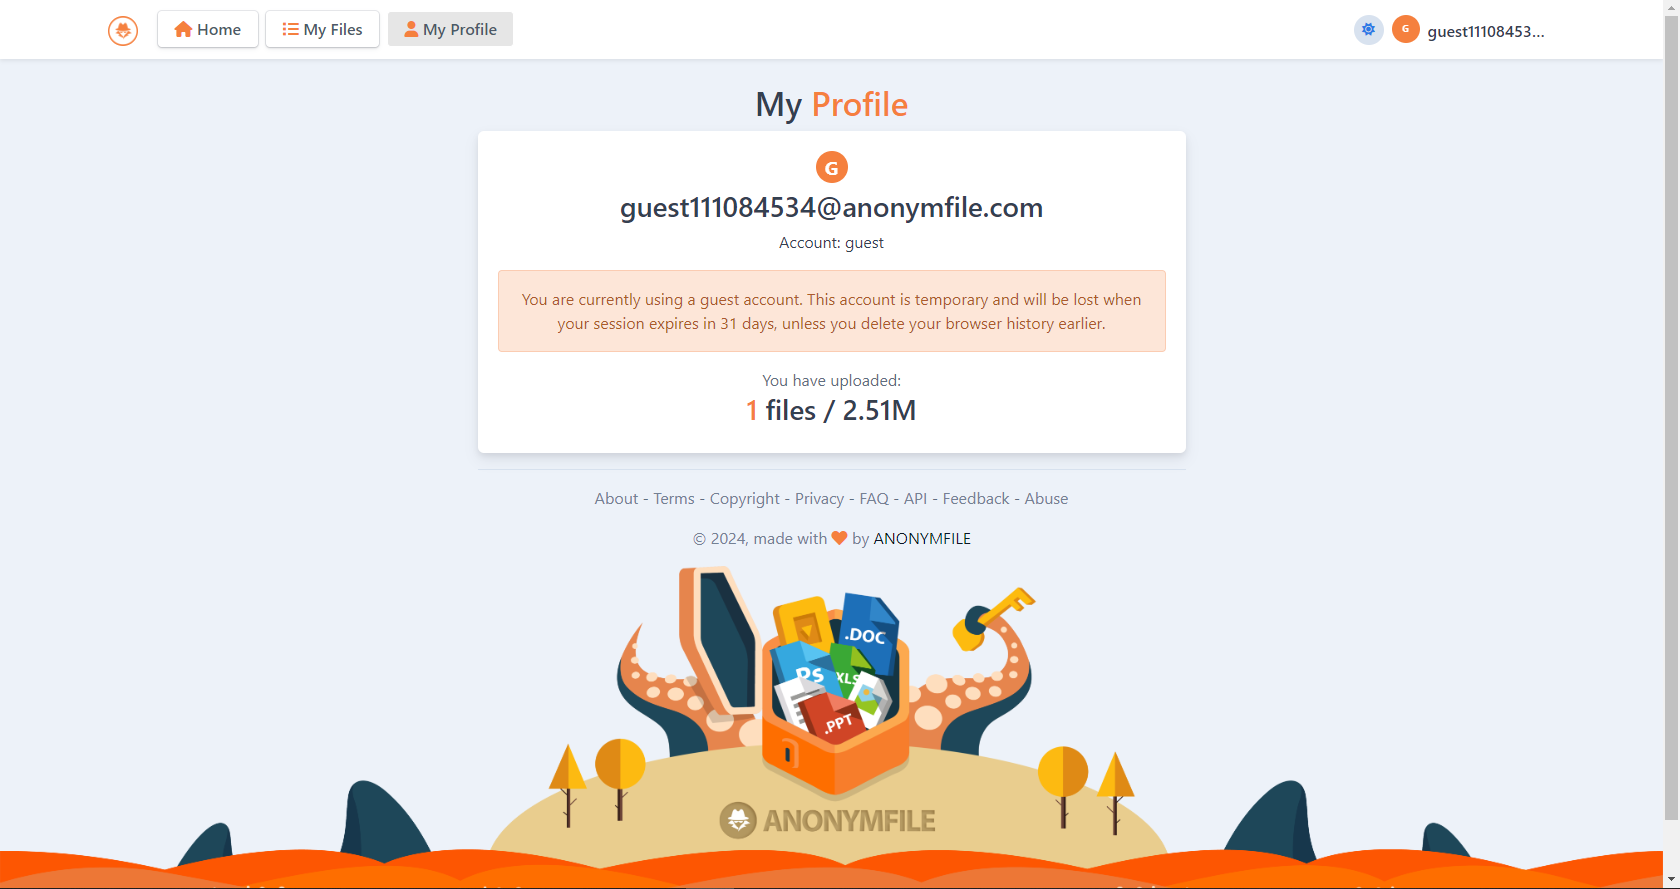 Home
My Files
My Profile
G
guest11108453...
My Profile
G
guest111084534@anonymfile.com
Account: guest
You are currently using a guest account. This account is temporary and will be lost when
your session expires in 31 days, unless you delete your browser history earlier.
You have uploaded:
1 files / 2.51M
About - Terms - Copyright - Privacy - FAQ - API - Feedback - Abuse
© 2024, made with by ANONYMFILE
.DOC
PS
XLS
.PPT
ANONYMFILE